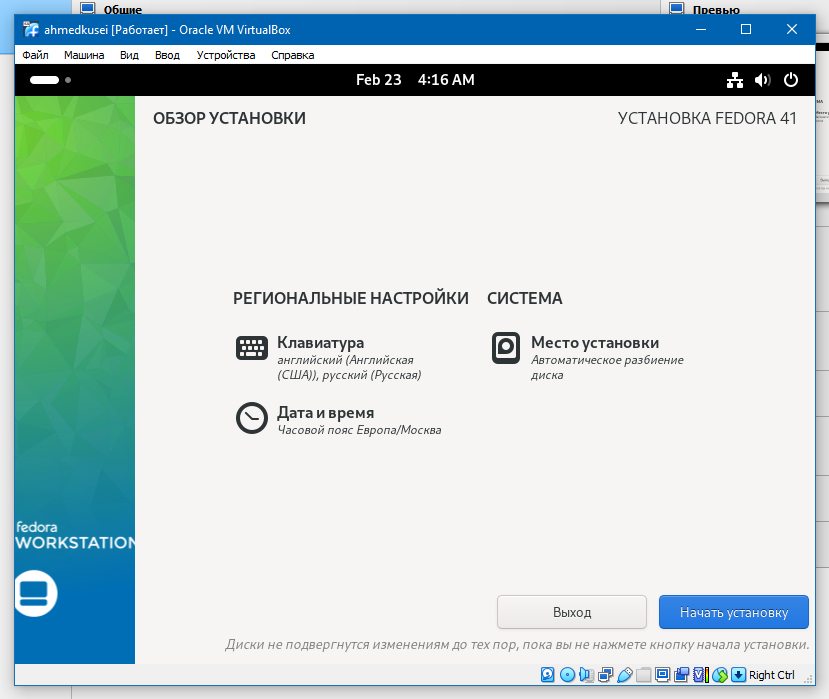 Общие
Превью
ahmedkusei [Работает] - Oracle VM VirtualBox
Файл Машина Вид Ввод Устройства Справка
Feb 23 4:16 AM
ОБЗОР УСТАНОВКИ
УСТАНОВКА FEDORA 41
РЕГИОНАЛЬНЫЕ НАСТРОЙКИ
СИСТЕМА
Клавиатура
английский (Английская
(США)), русский (Русская)
Место установки
Автоматическое разбиение
диска
Дата и время
Часовой пояс Европа/Москва
fedora
WORKSTATION
Выход
Начать установку
Диски не подвергнутся изменениям до тех пор, пока вы не нажмете кнопку начала установки.
Right Ctrl